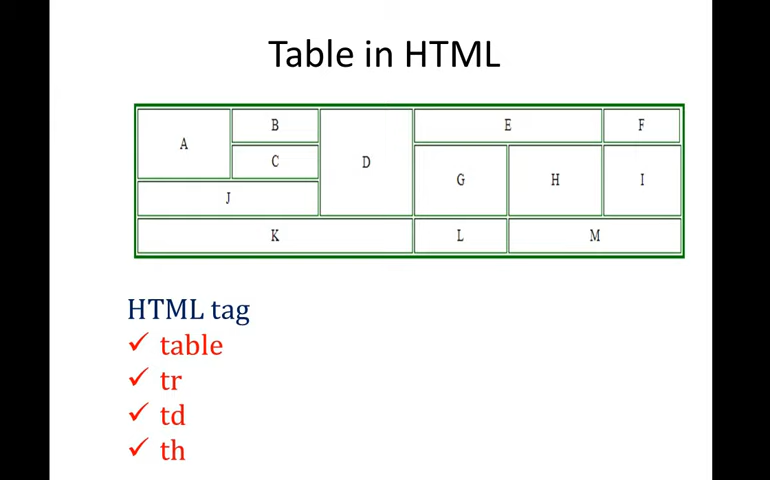 Table in HTML
A B D E F
C G H I
J
K L M
HTML tag
✓ table
✓ tr
✓ td
✓ th